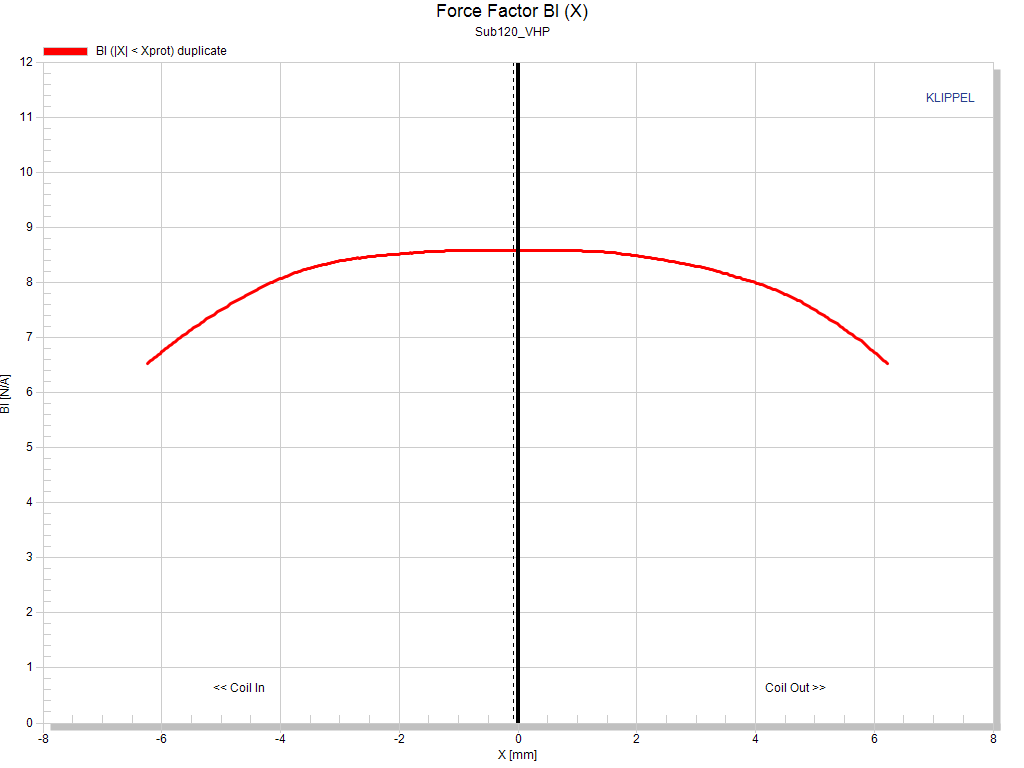 Force Factor Bl (X)
Sub120_VHP
Bl (|X| < Xprot) duplicate
KLIPPEL
12
11
10
9
8
7
6
5
4
3
2
1
0
Bl [N/A]
<< Coil In
Coil Out >>
-8 -6 -4 -2 0 2 4 6 8
X [mm]